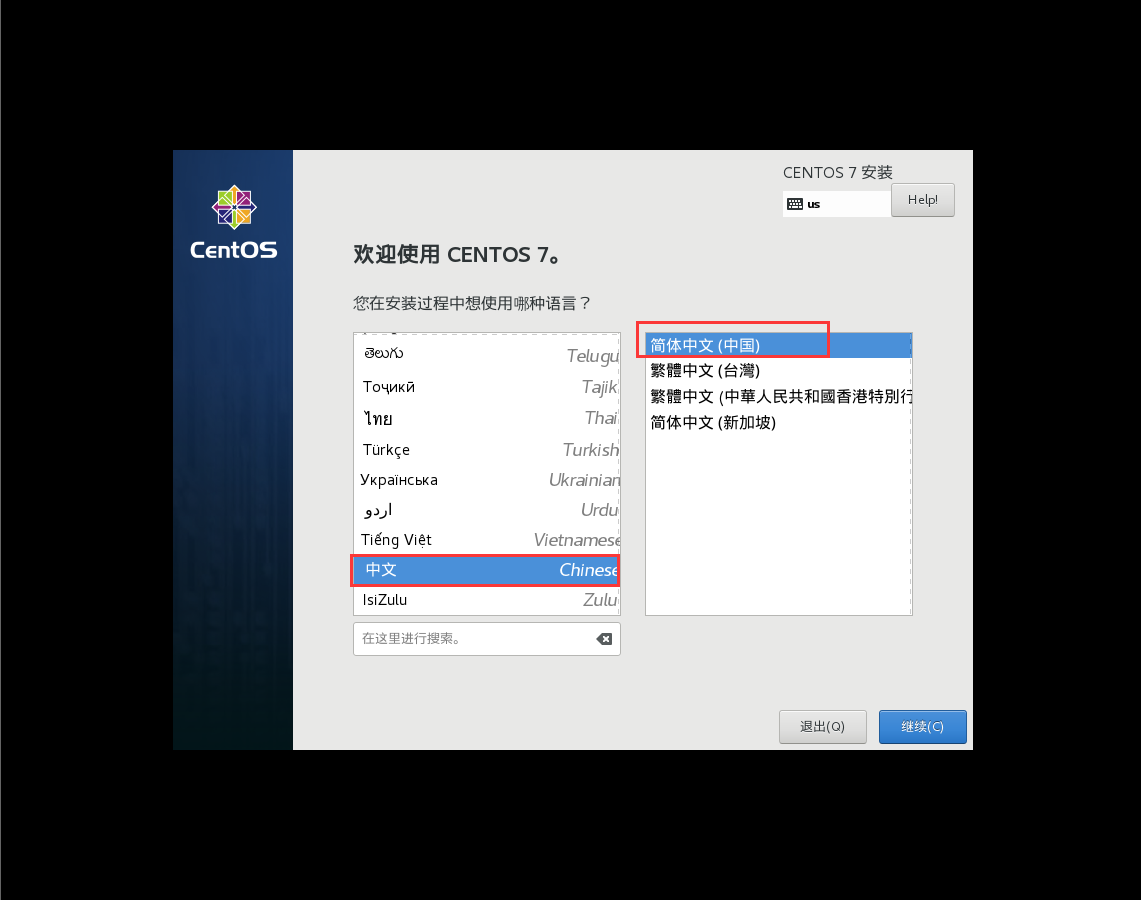 CENTOS 7 安装
us
Help!
CentOS
欢迎使用 CENTOS 7。
您在安装过程中想使用哪种语言？
తెలుగు Telugu
Тоҷикӣ Tajik
ไทย Thai
Türkçe Turkish
Українська Ukrainian
اردو Urdu
Tiếng Việt Vietnamese
中文 Chinese
IsiZulu Zulu
在这里进行搜索。
简体中文 (中国)
繁體中文 (台灣)
繁體中文 (中華人民共和國香港特別行
简体中文 (新加坡)
退出(Q)
继续(C)